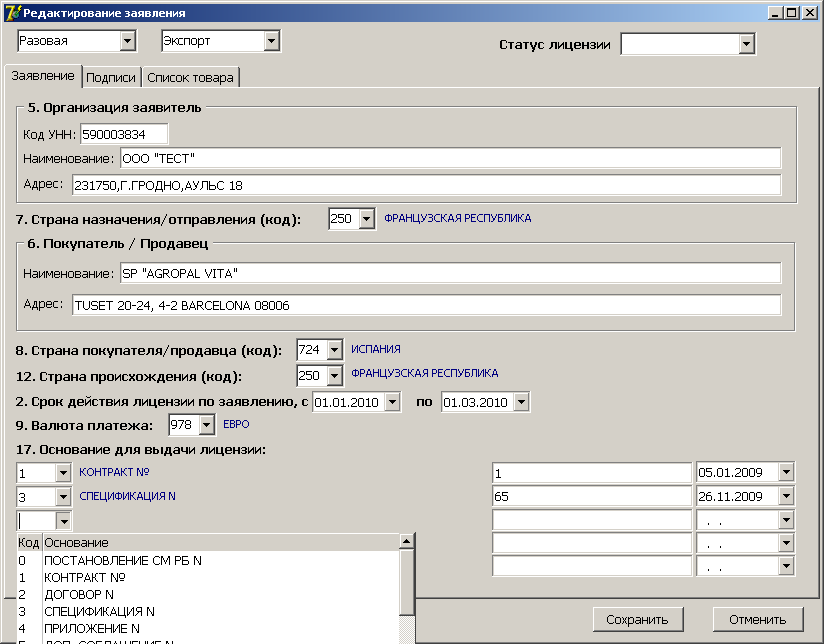 Редактирование заявления
Разовая Экспорт Статус лицензии
Заявление Подписи Список товара
5. Организация заявитель
Код УНН: 590003834
Наименование: ООО "ТЕСТ"
Адрес: 231750,Г.ГРОДНО,АУЛЬС 18
7. Страна назначения/отправления (код): 250 ФРАНЦУЗСКАЯ РЕСПУБЛИКА
6. Покупатель / Продавец
Наименование: SP "AGROPAL VITA"
Адрес: TUSET 20-24, 4-2 BARCELONA 08006
8. Страна покупателя/продавца (код): 724 ИСПАНИЯ
12. Страна происхождения (код): 250 ФРАНЦУЗСКАЯ РЕСПУБЛИКА
2. Срок действия лицензии по заявлению, с 01.01.2010 по 01.03.2010
9. Валюта платежа: 978 ЕВРО
17. Основание для выдачи лицензии:
1 КОНТРАКТ № 1 05.01.2009
3 СПЕЦИФИКАЦИЯ N 65 26.11.2009
. .
. .
. .
Код Основание
0 ПОСТАНОВЛЕНИЕ СМ РБ N
1 КОНТРАКТ №
2 ДОГОВОР N
3 СПЕЦИФИКАЦИЯ N
4 ПРИЛОЖЕНИЕ N
Сохранить Отменить